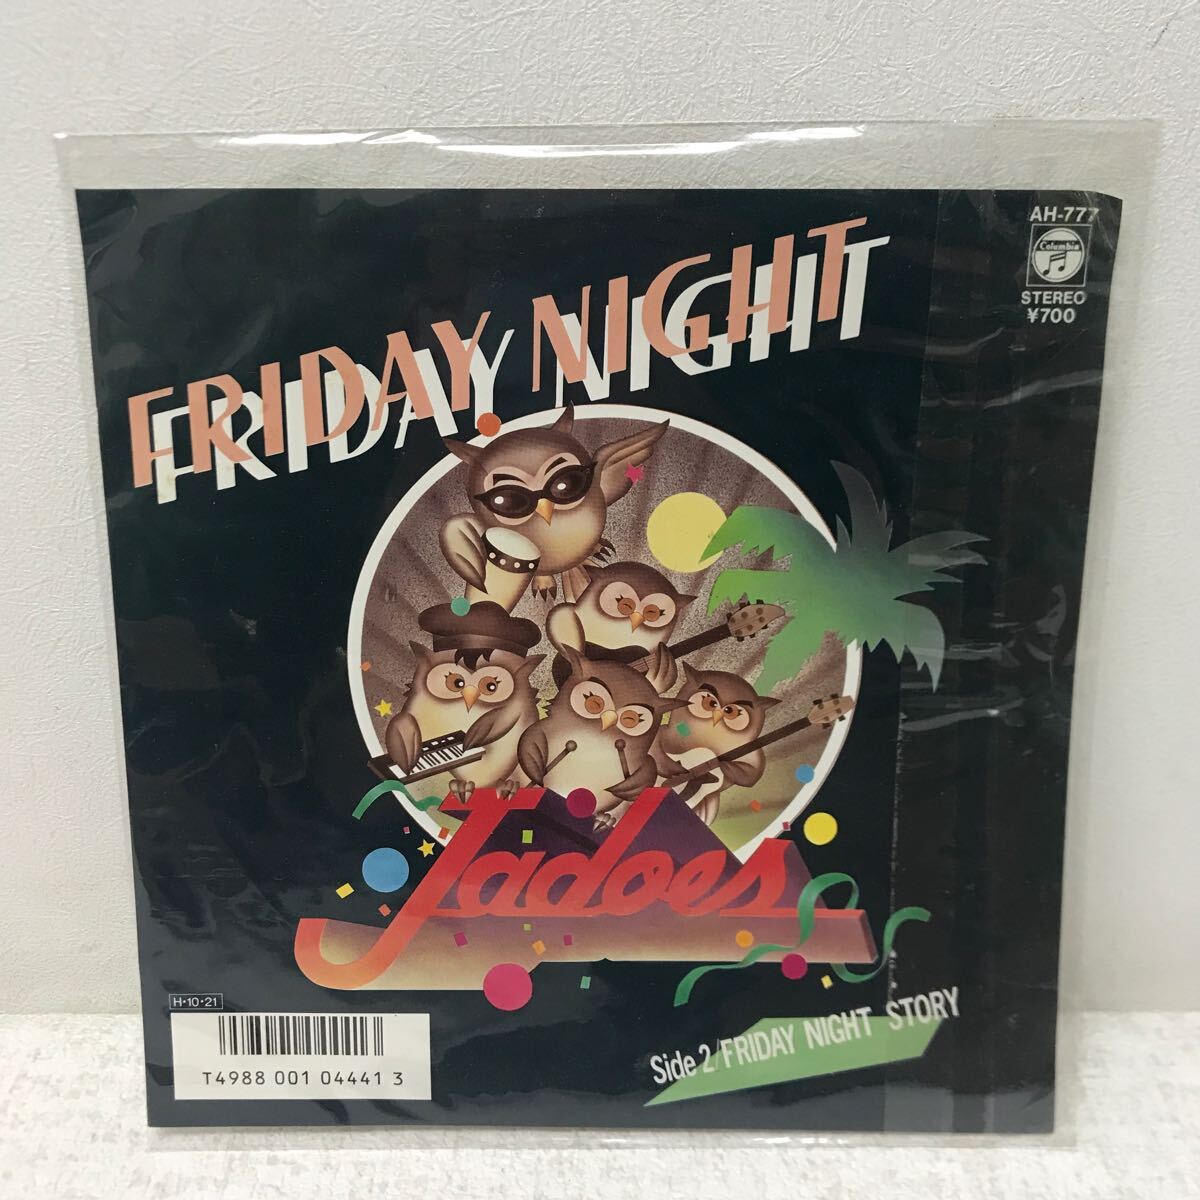 AH-777
Columbia
STEREO
¥700
FRIDAY NIGHT
FRIDAY NIGHT
Jadoes
Side 2/FRIDAY NIGHT STORY
H・10・21
T4988 001 04441 3